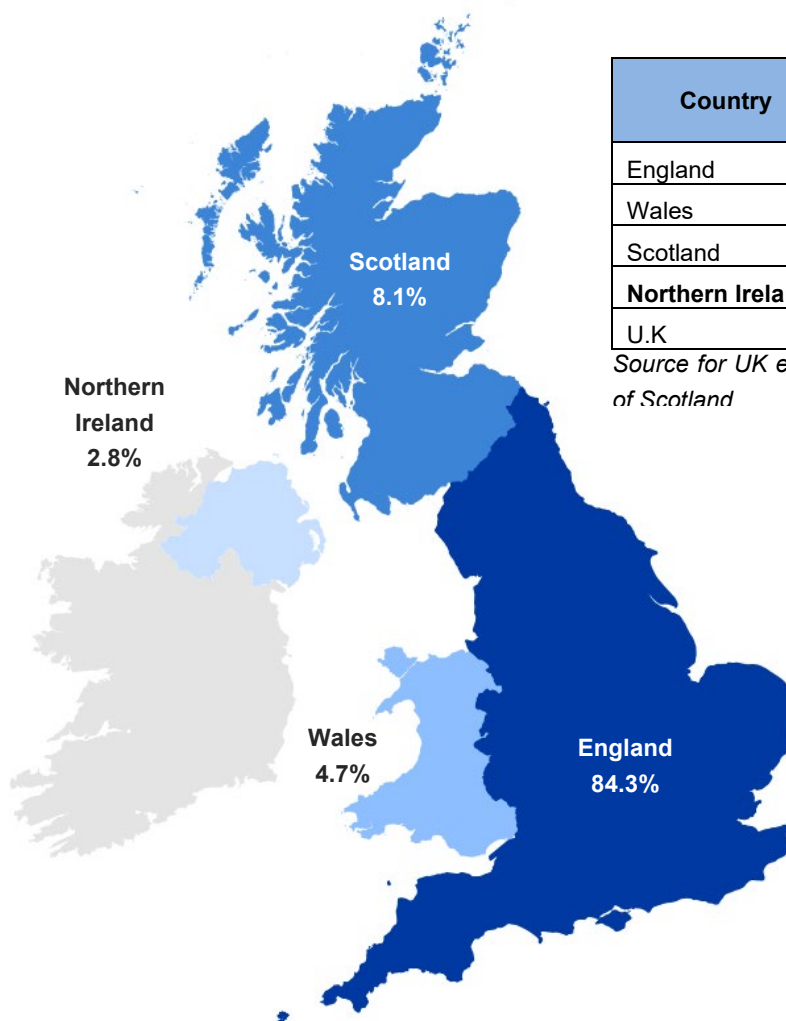 Country
England
Wales
Scotland
Northern Irela
U.K
Source for UK e
of Scotland
Scotland
8.1%
Northern
Ireland
2.8%
Wales
4.7%
England
84.3%